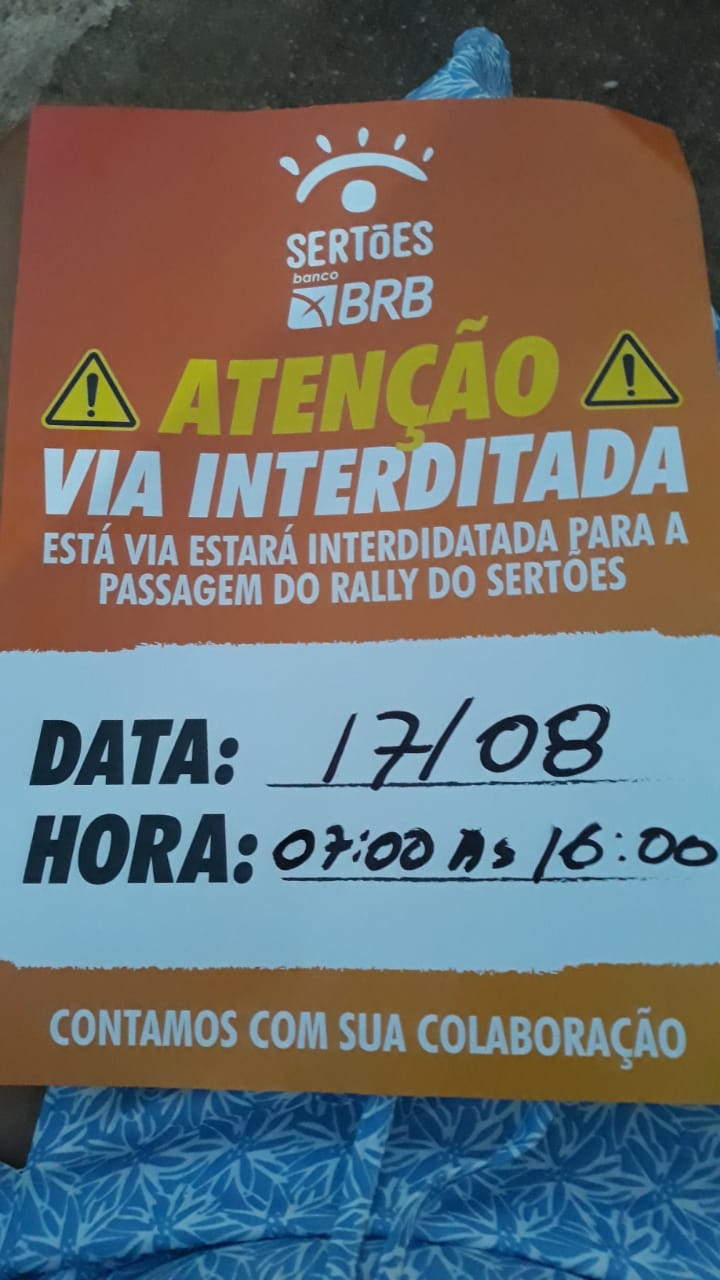 SERTÕES
banco
BRB
ATENÇÃO
VIA INTERDITADA
ESTÁ VIA ESTARÁ INTERDIDATADA PARA A
PASSAGEM DO RALLY DO SERTÕES
DATA: 17/08
HORA: 07:00 As 16:00
CONTAMOS COM SUA COLABORAÇÃO